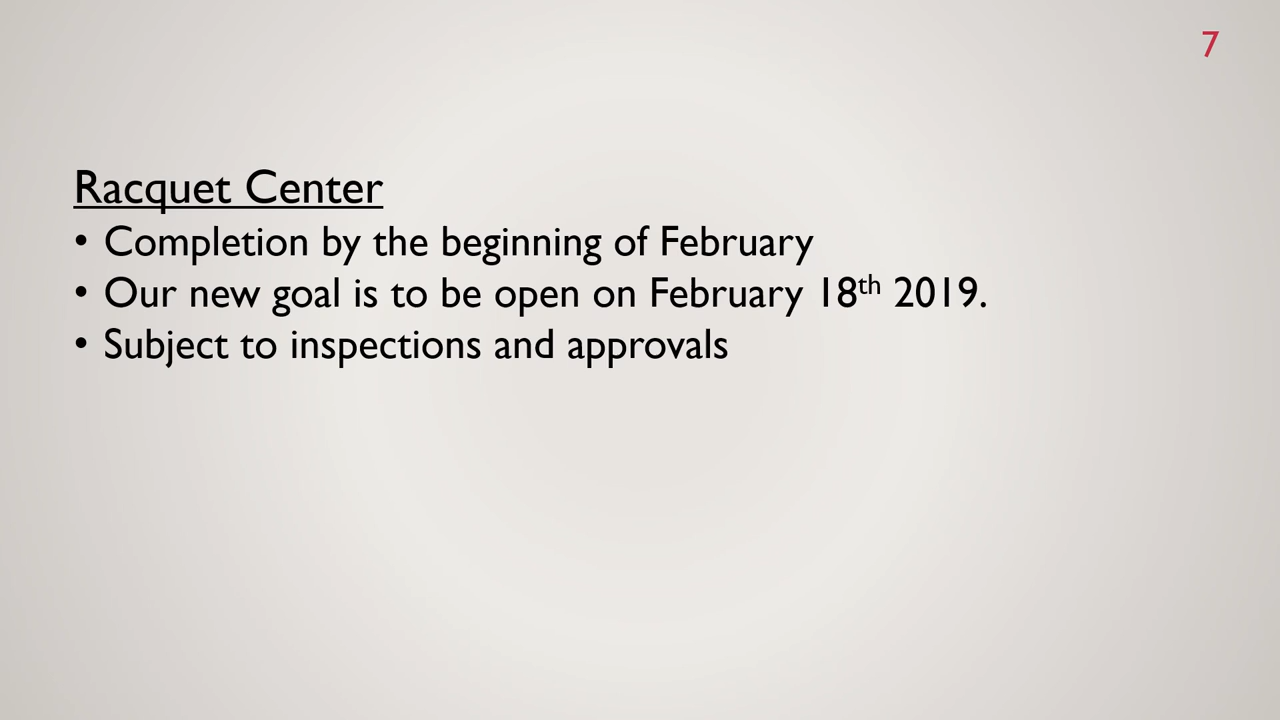 7
Racquet Center
• Completion by the beginning of February
• Our new goal is to be open on February 18th 2019.
• Subject to inspections and approvals